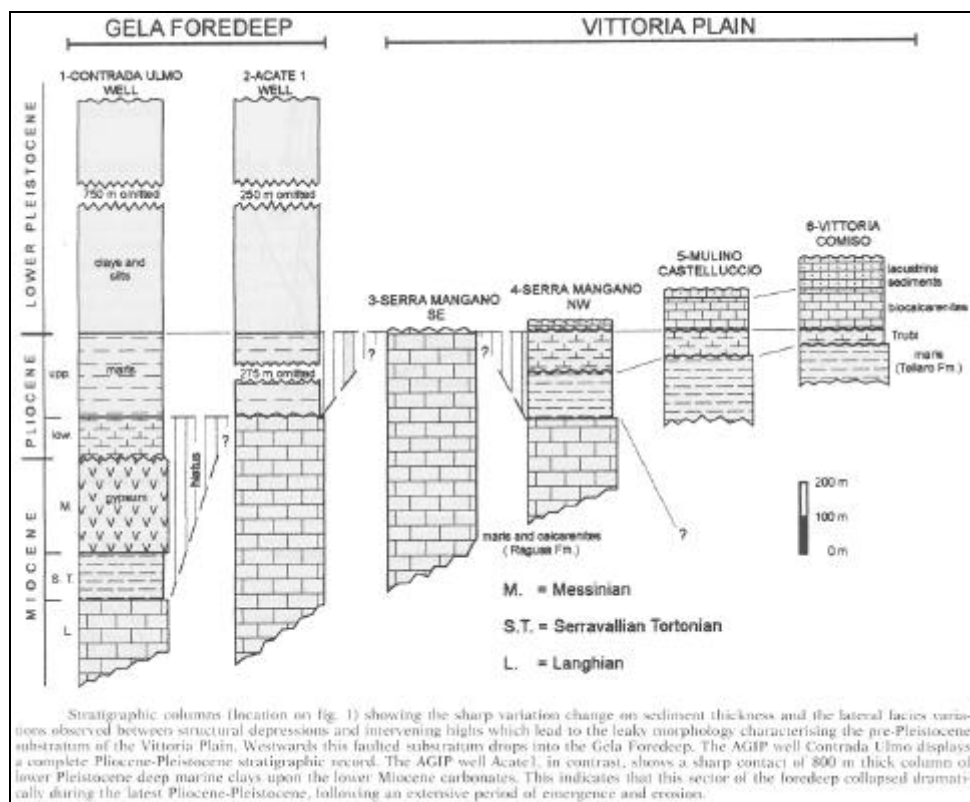 GELA FOREDEEP
VITTORIA PLAIN
1-CONTRADA ULMO
WELL
2-ACATE 1
WELL
LOWER PLEISTOCENE
750 m omitted
250 m omitted
clays and
silts
6-VITTORIA
COMISO
5-MULINO
CASTELLUCCIO
4-SERRA MANGANO
NW
3-SERRA MANGANO
SE
lacustrine
sediments
biocalcarenites
Trubi
marls
(Tellaro Fm.)
PLIOCENE
upp.
low.
marls
275 m omitted
?
?
?
hiatus
MIOCENE
M.
S.T.
L.
gypsum
marls and calcarenites
( Ragusa Fm.)
?
200 m
100 m
0 m
M. = Messinian
S.T. = Serravallian Tortonian
L. = Langhian
Stratigraphic columns (location on fig. 1) showing the sharp variation change on sediment thickness and the lateral facies varia-
tions observed between structural depressions and intervening highs which lead to the leaky morphology characterising the pre-Pleistocene
substratum of the Vittoria Plain. Westwards this faulted substratum drops into the Gela Foredeep. The AGIP well Contrada Ulmo displays
a complete Pliocene-Pleistocene stratigraphic record. The AGIP well Acate1, in contrast, shows a sharp contact of 800 m thick column of
lower Pleistocene deep marine clays upon the lower Miocene carbonates. This indicates that this sector of the foredeep collapsed dramati-
cally during the latest Pliocene-Pleistocene, following an extensive period of emergence and erosion.